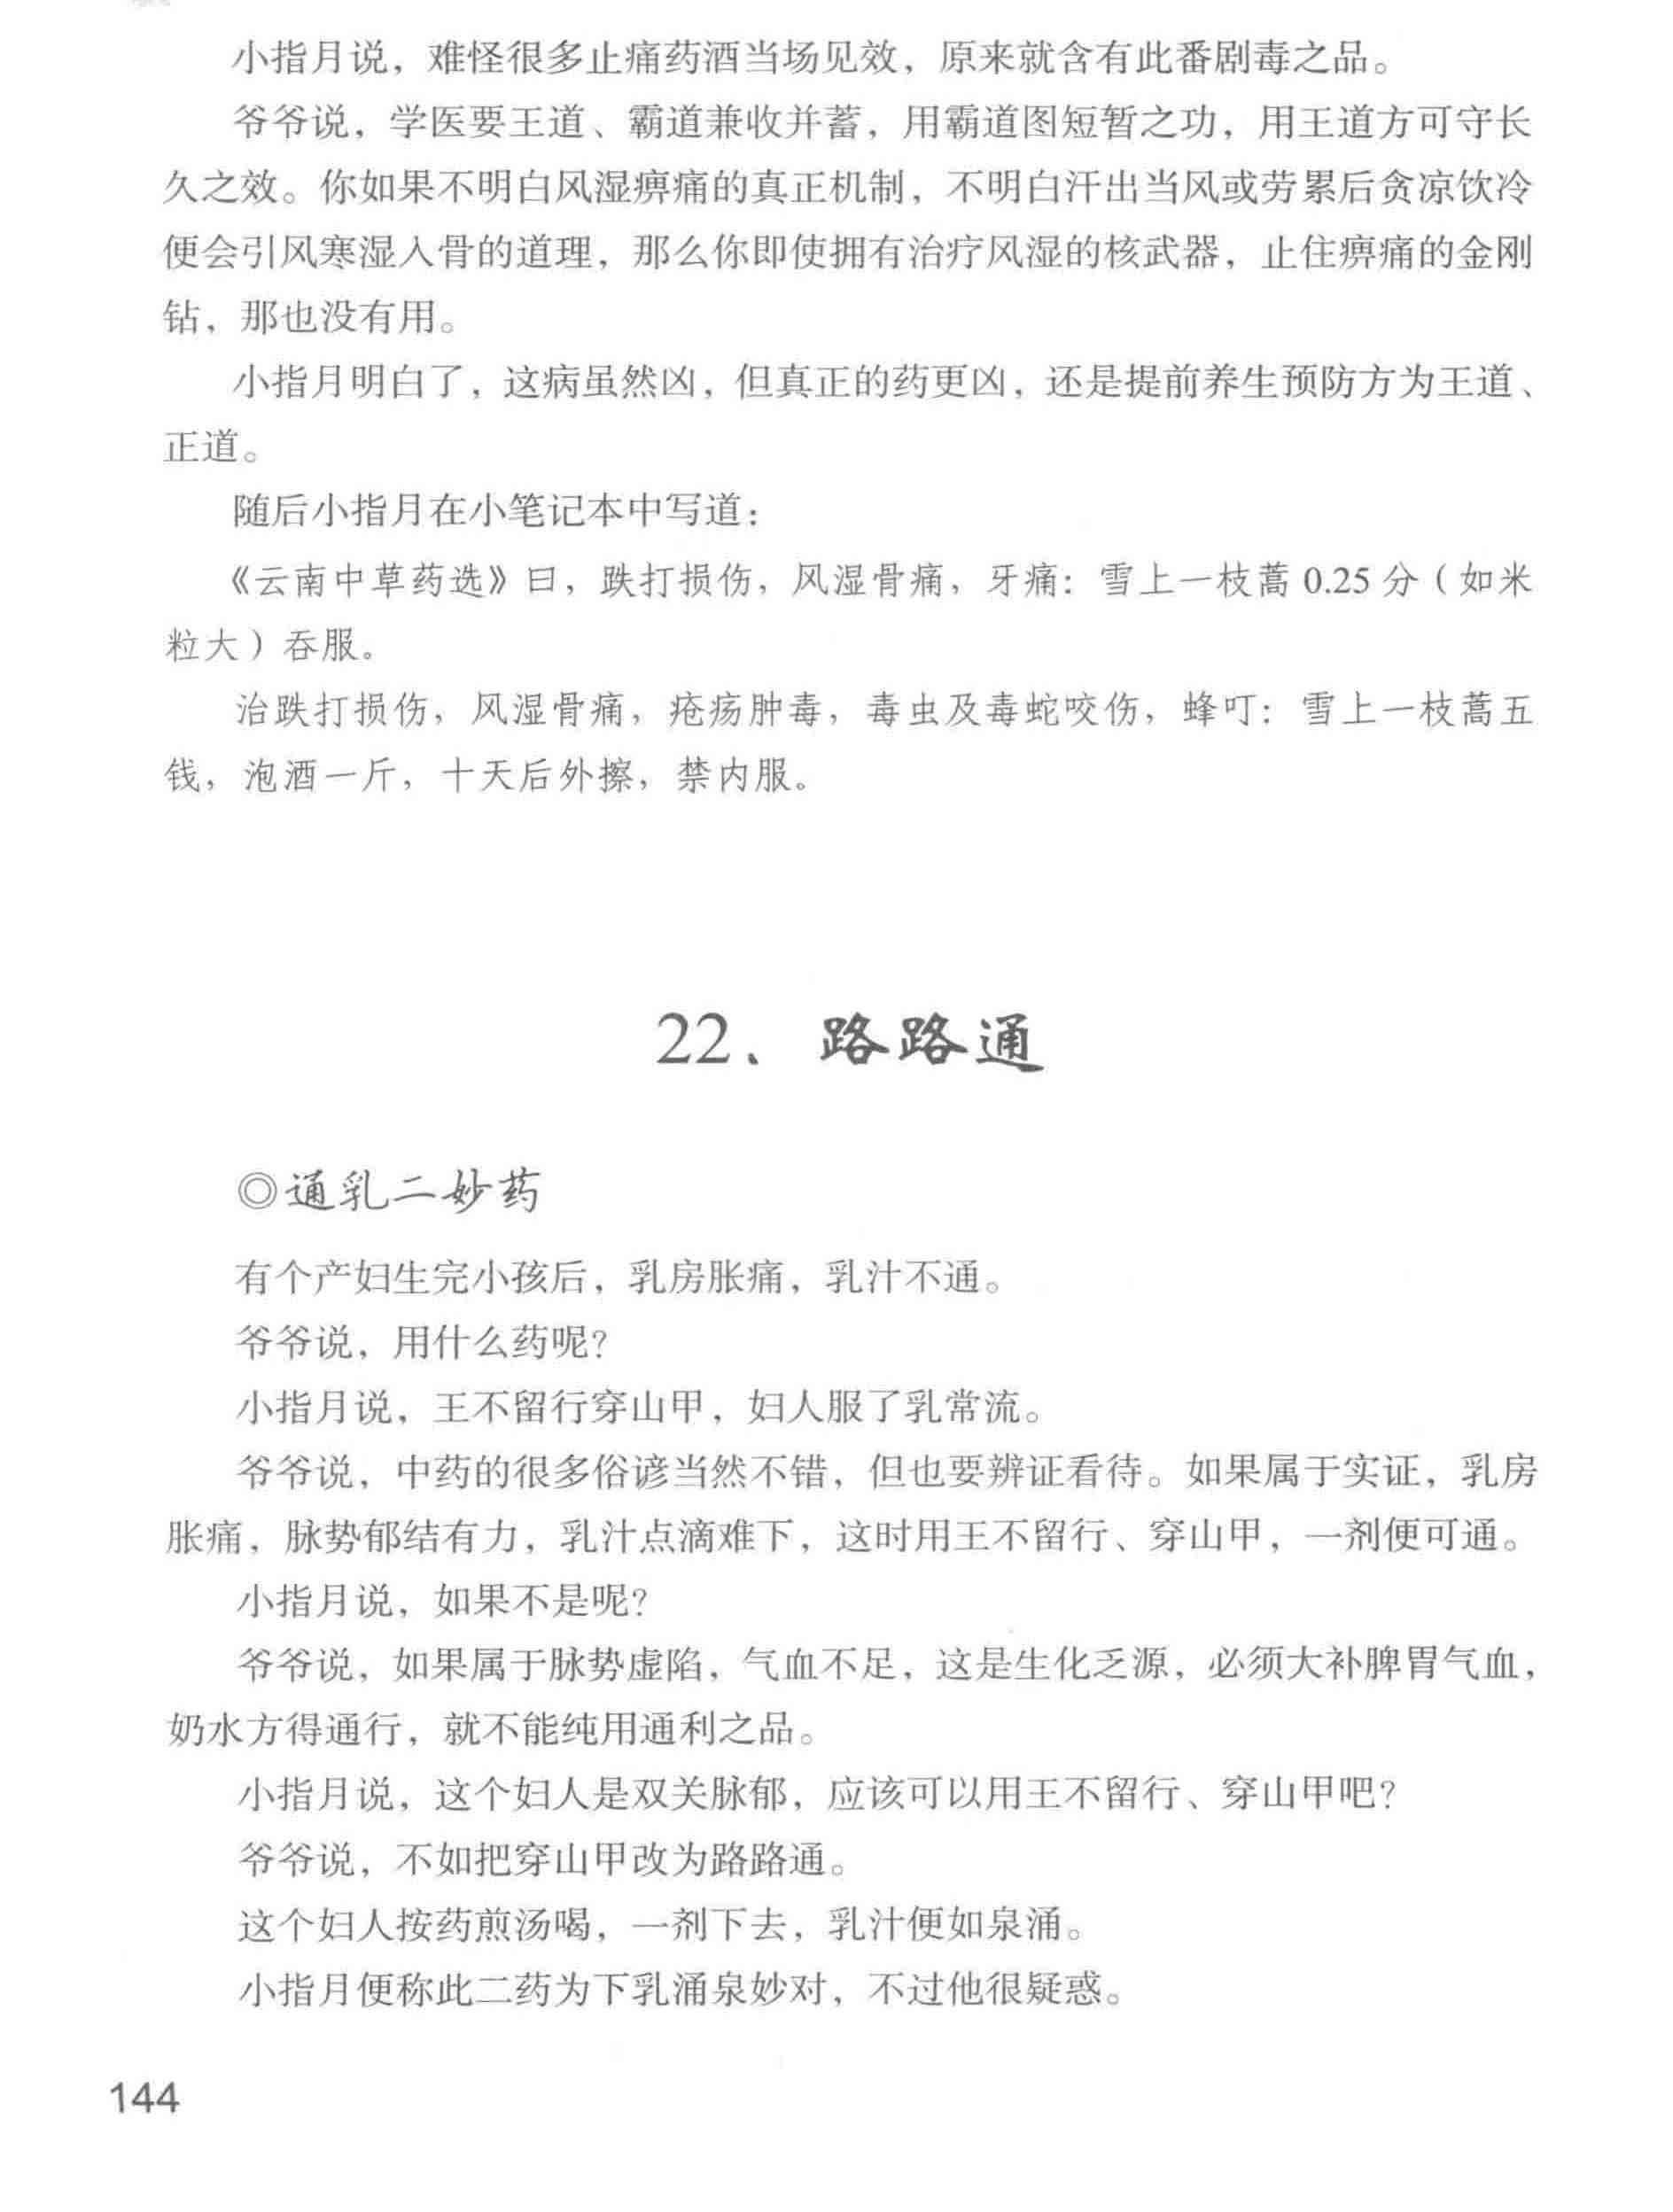 小指月说，难怪很多止痛药酒当场见效，原来就含有此番剧毒之品。
爷爷说，学医要王道、霸道兼收并蓄，用霸道图短暂之功，用王道方可守长
久之效。你如果不明白风湿痹痛的真正机制，不明白汗出当风或劳累后贪凉饮冷
便会引风寒湿入骨的道理，那么你即使拥有治疗风湿的核武器，止住痹痛的金刚
钻，那也没有用。
小指月明白了，这病虽然凶，但真正的药更凶，还是提前养生预防方为王道、
正道。
随后小指月在小笔记本中写道：
《云南中草药选》曰，跌打损伤，风湿骨痛，牙痛：雪上一枝蒿 0.25 分（如米
粒大）吞服。
治跌打损伤，风湿骨痛，疮疡肿毒，毒虫及毒蛇咬伤，蜂叮：雪上一枝蒿五
钱，泡酒一斤，十天后外擦，禁内服。
22、路路通
◎通乳二妙药
有个产妇生完小孩后，乳房胀痛，乳汁不通。
爷爷说，用什么药呢？
小指月说，王不留行穿山甲，妇人服了乳常流。
爷爷说，中药的很多俗谚当然不错，但也要辨证看待。如果属于实证，乳房
胀痛，脉势郁结有力，乳汁点滴难下，这时用王不留行、穿山甲，一剂便可通。
小指月说，如果不是呢？
爷爷说，如果属于脉势虚陷，气血不足，这是生化乏源，必须大补脾胃气血，
奶水方得通行，就不能纯用通利之品。
小指月说，这个妇人是双关脉郁，应该可以用王不留行、穿山甲吧？
爷爷说，不如把穿山甲改为路路通。
这个妇人按药煎汤喝，一剂下去，乳汁便如泉涌。
小指月便称此二药为下乳涌泉妙对，不过他很疑惑。
144